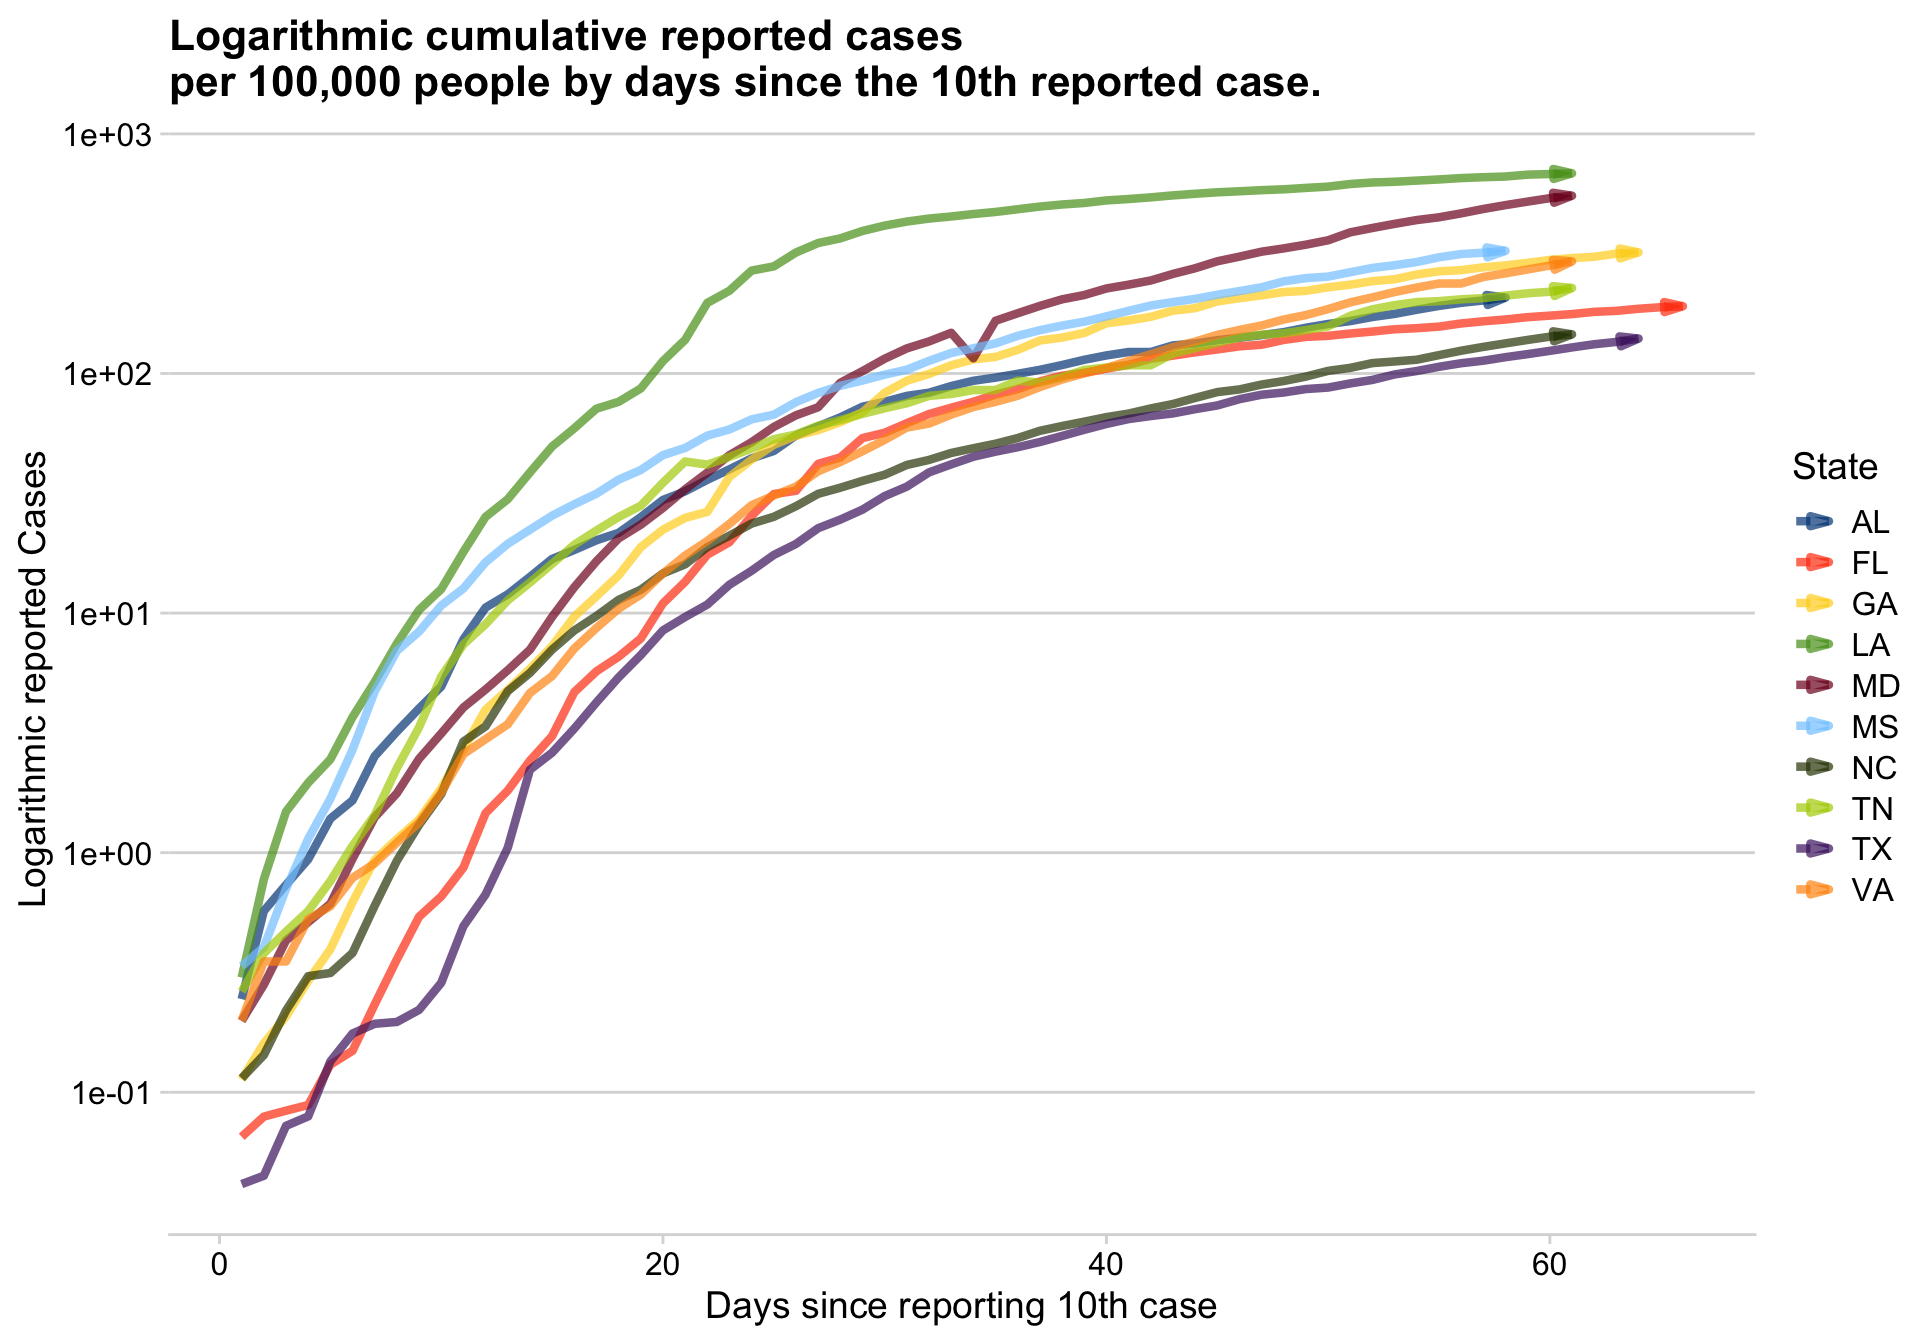 Logarithmic cumulative reported cases
per 100,000 people by days since the 10th reported case.
1e+03
1e+02
1e+01
1e+00
1e-01
Logarithmic reported Cases
0
20
40
60
Days since reporting 10th case
State
AL
FL
GA
LA
MD
MS
NC
TN
TX
VA